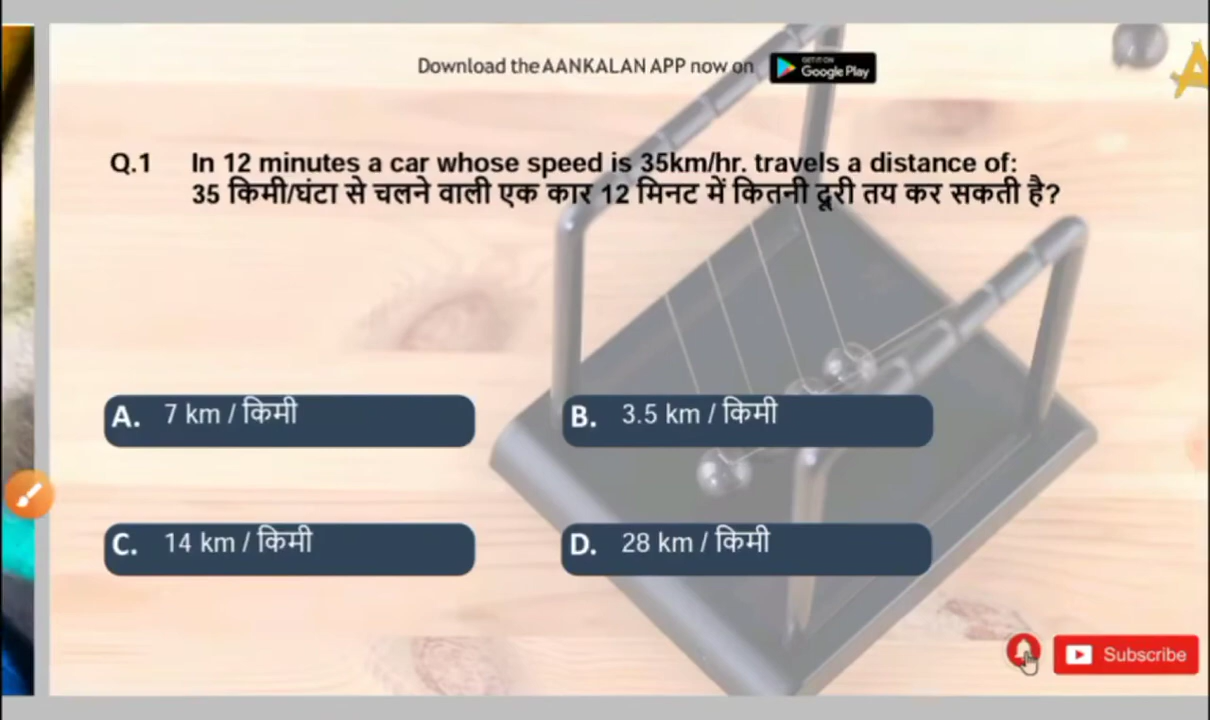 Download the AANKALAN APP now on
GET IT ON
Google Play
A
Q.1 In 12 minutes a car whose speed is 35km/hr. travels a distance of:
35 किमी/घंटा से चलने वाली एक कार 12 मिनट में कितनी दूरी तय कर सकती है?
A. 7 km / किमी
B. 3.5 km / किमी
C. 14 km / किमी
D. 28 km / किमी
Subscribe